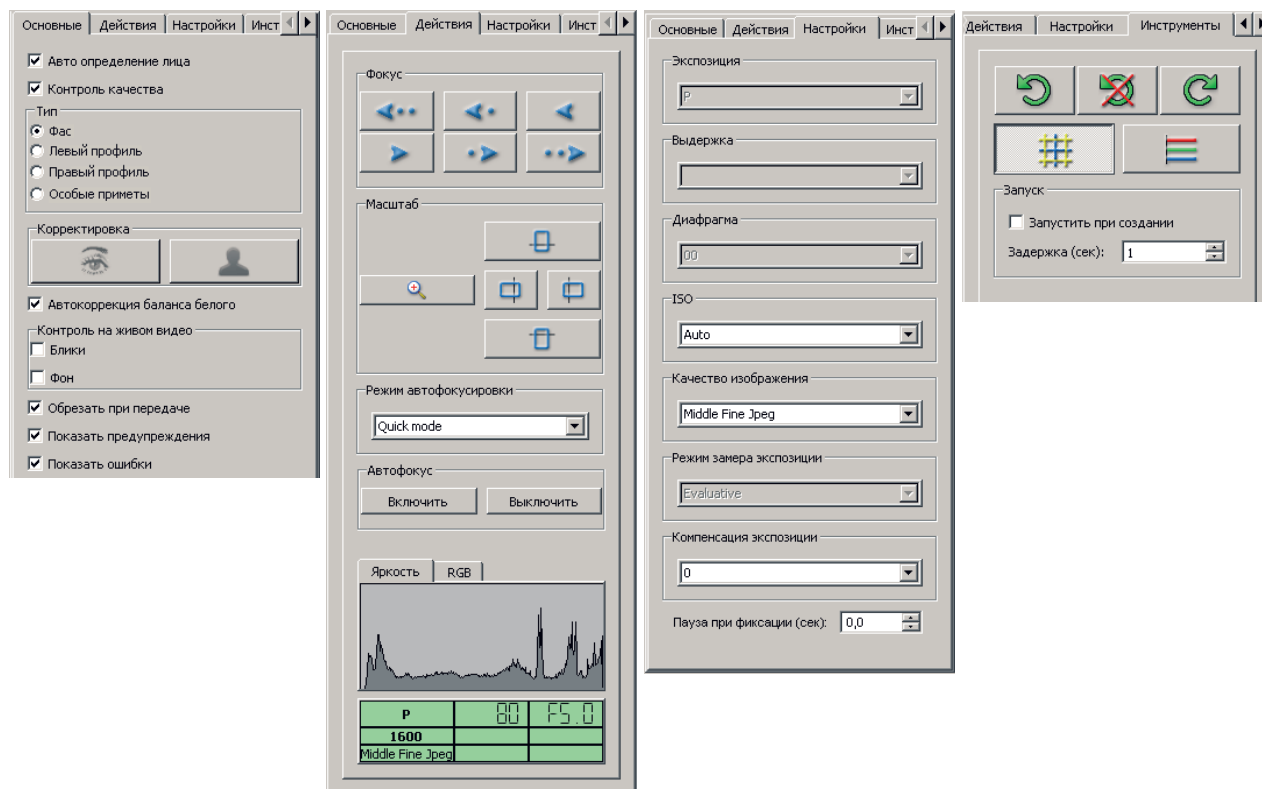 Основные Действия Настройки Инст
Авто определение лица
Контроль качества
Тип
Фас
Левый профиль
Правый профиль
Особые приметы
Корректировка
Автокоррекция баланса белого
Контроль на живом видео
Блики
Фон
Обрезать при передаче
Показать предупреждения
Показать ошибки
Основные Действия Настройки Инст
Фокус
Масштаб
Режим автофокусировки
Quick mode
Автофокус
Включить Выключить
Яркость RGB
P 80 F5.0
1600
Middle Fine Jpeg
Основные Действия Настройки Инст
Экспозиция
P
Выдержка
Диафрагма
00
ISO
Auto
Качество изображения
Middle Fine Jpeg
Режим замера экспозиции
Evaluative
Компенсация экспозиции
0
Пауза при фиксации (сек): 0,0
Действия Настройки Инструменты
Запуск
Запустить при создании
Задержка (сек): 1